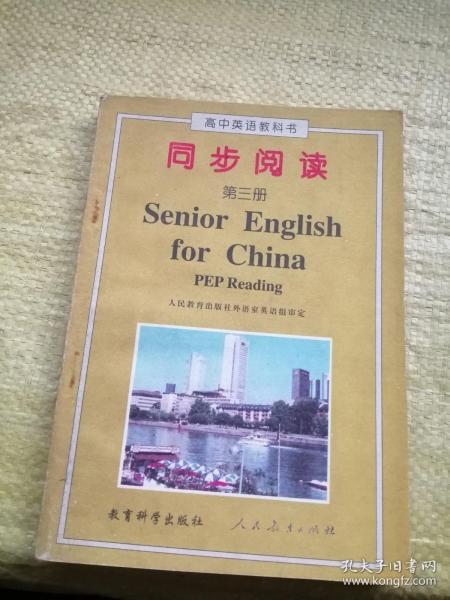 高中英语教科书
同步阅读
第三册
Senior English
for China
PEP Reading
人民教育出版社外语室英语组审定
教育科学出版社 人民教育出版社
孔夫子旧书网
www.kongfz.com